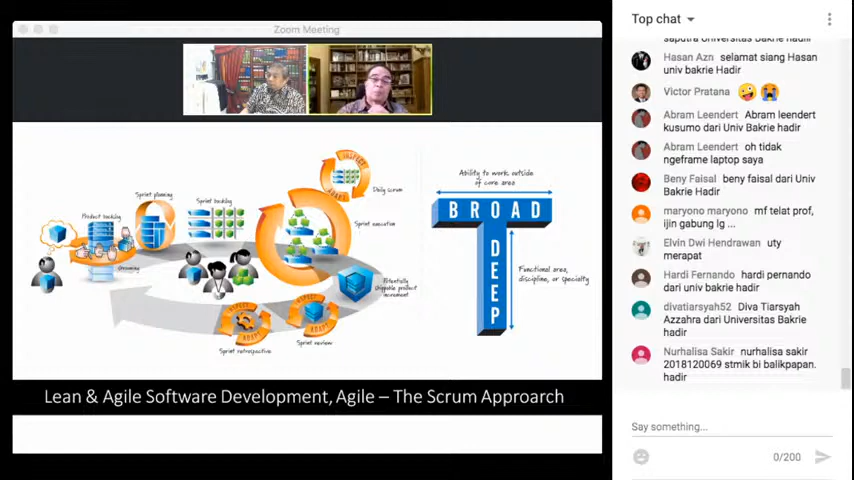 Zoom Meeting
Product backlog
grooming
Sprint planning
Sprint backlog
INSPECT
ADAPT
Daily scrum
Sprint execution
Potentially
shippable product
increment
INSPECT
ADAPT
Sprint review
INSPECT
ADAPT
Sprint retrospective
Ability to work outside
of core area
BROAD
DEEP
Functional area,
discipline, or specialty
Lean & Agile Software Development, Agile – The Scrum Approach
Top chat
saputra Universitas Bakrie hadir
Hasan Azn selamat siang Hasan
univ bakrie Hadir
Victor Pratana
Abram Leendert Abram leendert
kusumo dari Univ Bakrie hadir
Abram Leendert oh tidak
ngeframe laptop saya
Beny Faisal beny faisal dari Univ
Bakrie Hadir
maryono maryono mf telat prof,
ijin gabung lg ...
Elvin Dwi Hendrawan uty
merapat
Hardi Fernando hardi pernando
dari univ bakrie hadir
divatiarsyah52 Diva Tiarsyah
Azzahra dari Universitas Bakrie
hadir
Nurhalisa Sakir nurhalisa sakir
2018120069 stmik bi balikpapan.
hadir
Say something...
0/200